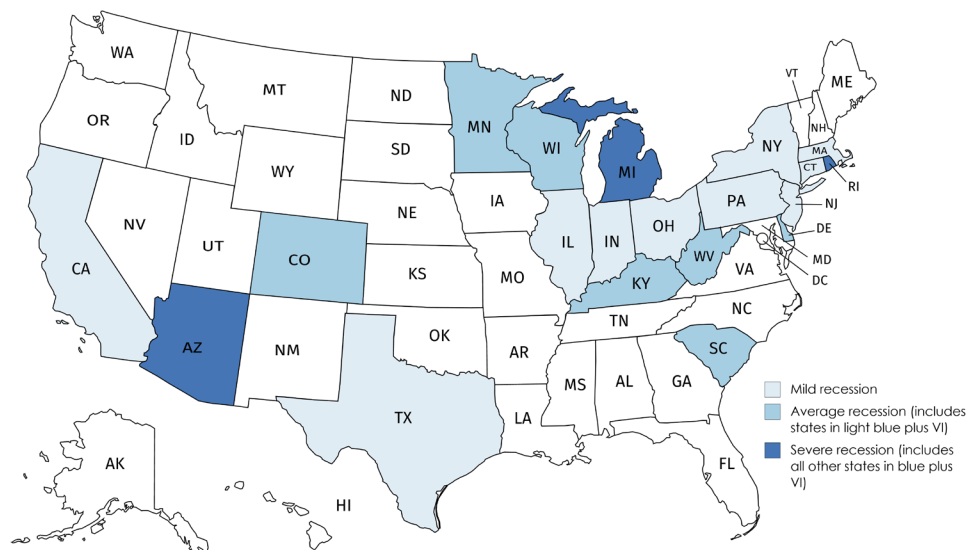 WA
MT
ND
MN
VT
ME
OR
ID
SD
WI
NH
NY
MA
WY
MI
CT
RI
IA
NE
PA
NJ
NV
UT
OH
DE
IL
IN
CO
WV
MD
CA
KS
MO
KY
VA
DC
NC
TN
OK
AZ
NM
AR
SC
MS
AL
GA
TX
LA
AK
HI
FL
Mild recession
Average recession (includes
states in light blue plus VI)
Severe recession (includes
all other states in blue plus
VI)